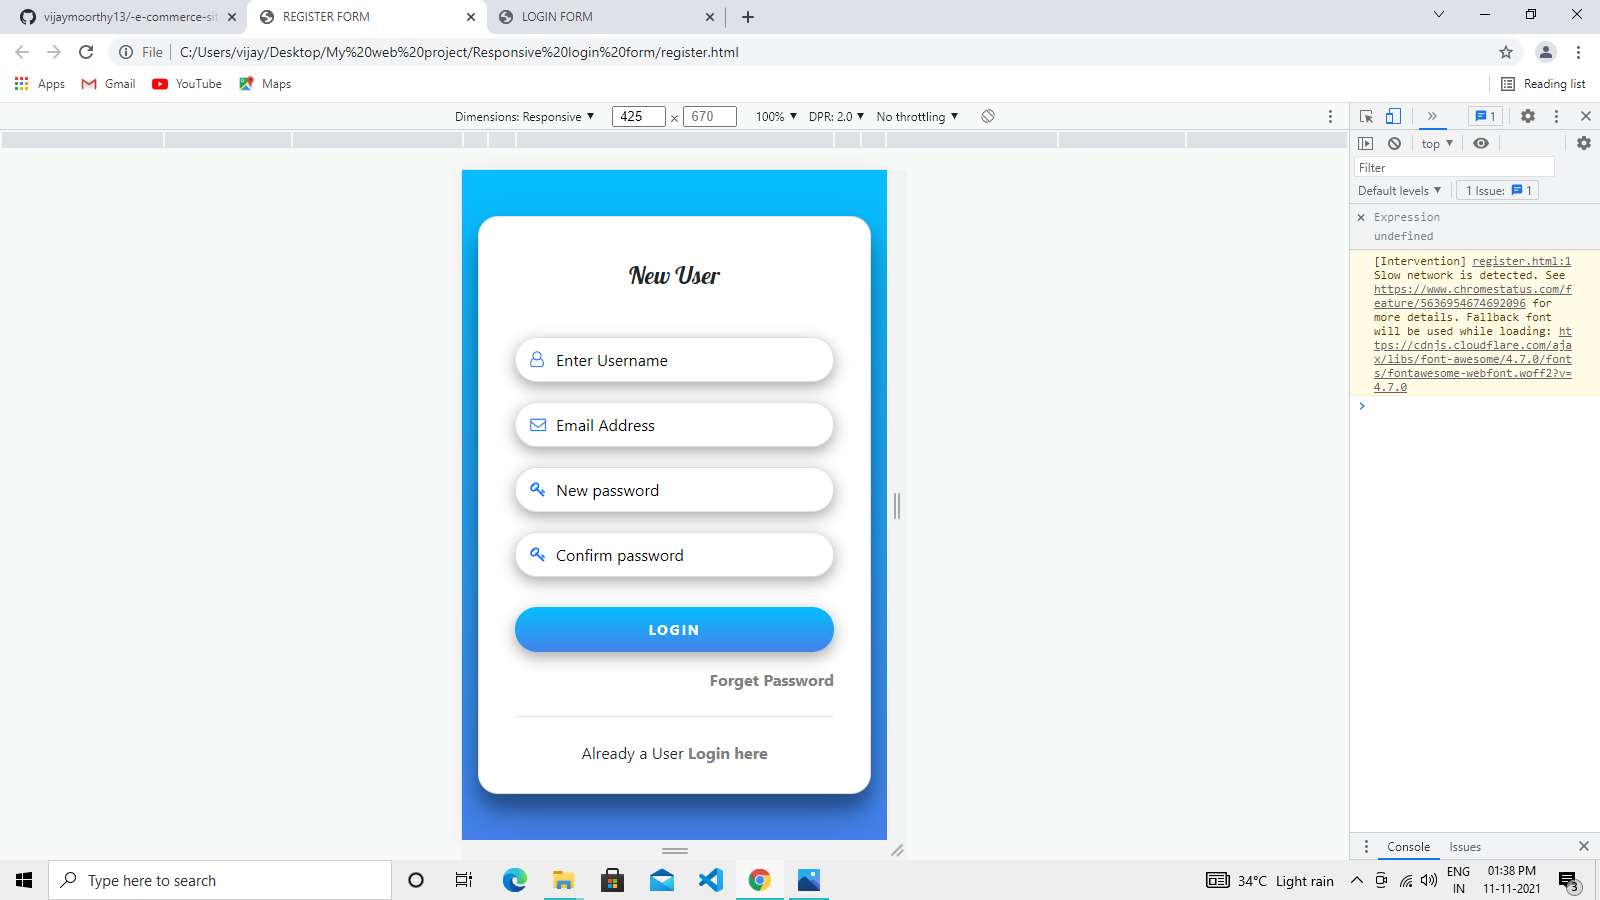 vijaymoorthy13/-e-commerce-sit
REGISTER FORM
LOGIN FORM
File
C:/Users/vijay/Desktop/My%20web%20project/Responsive%20login%20form/register.html
Apps
Gmail
YouTube
Maps
Reading list
Dimensions: Responsive
425
×
670
100%
DPR: 2.0
No throttling
1
top
Filter
Default levels
1 Issue: 1
Expression
undefined
[Intervention] register.html:1
Slow network is detected. See
https://www.chromestatus.com/f
eature/5636954674692096 for
more details. Fallback font
will be used while loading: ht
tps://cdnjs.cloudflare.com/aja
x/libs/font-awesome/4.7.0/font
s/fontawesome-webfont.woff2?v=
4.7.0
New User
Enter Username
Email Address
New password
Confirm password
LOGIN
Forget Password
Already a User Login here
Console
Issues
Type here to search
34°C Light rain
ENG
IN
01:38 PM
11-11-2021
3